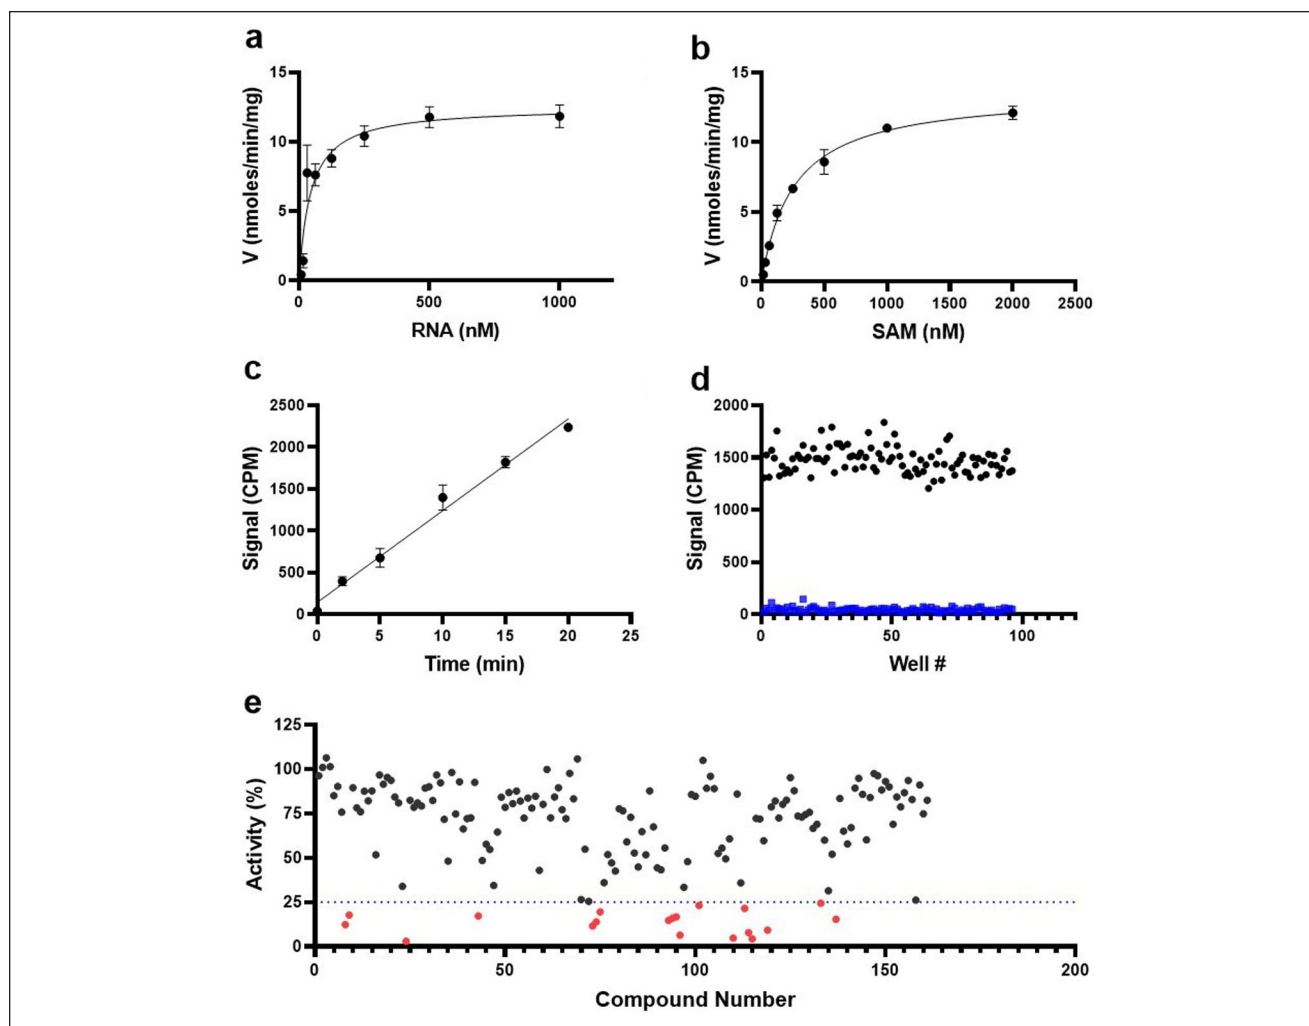 a
15
10
5
0
V (nmoles/min/mg)
0 500 1000
RNA (nM)
b
15
10
5
0
V (nmoles/min/mg)
0 500 1000 1500 2000 2500
SAM (nM)
c
2500
2000
1500
1000
500
0
Signal (CPM)
0 5 10 15 20 25
Time (min)
d
2000
1500
1000
500
0
Signal (CPM)
0 50 100
Well #
e
125
100
75
50
25
0
Activity (%)
0 50 100 150 200
Compound Number